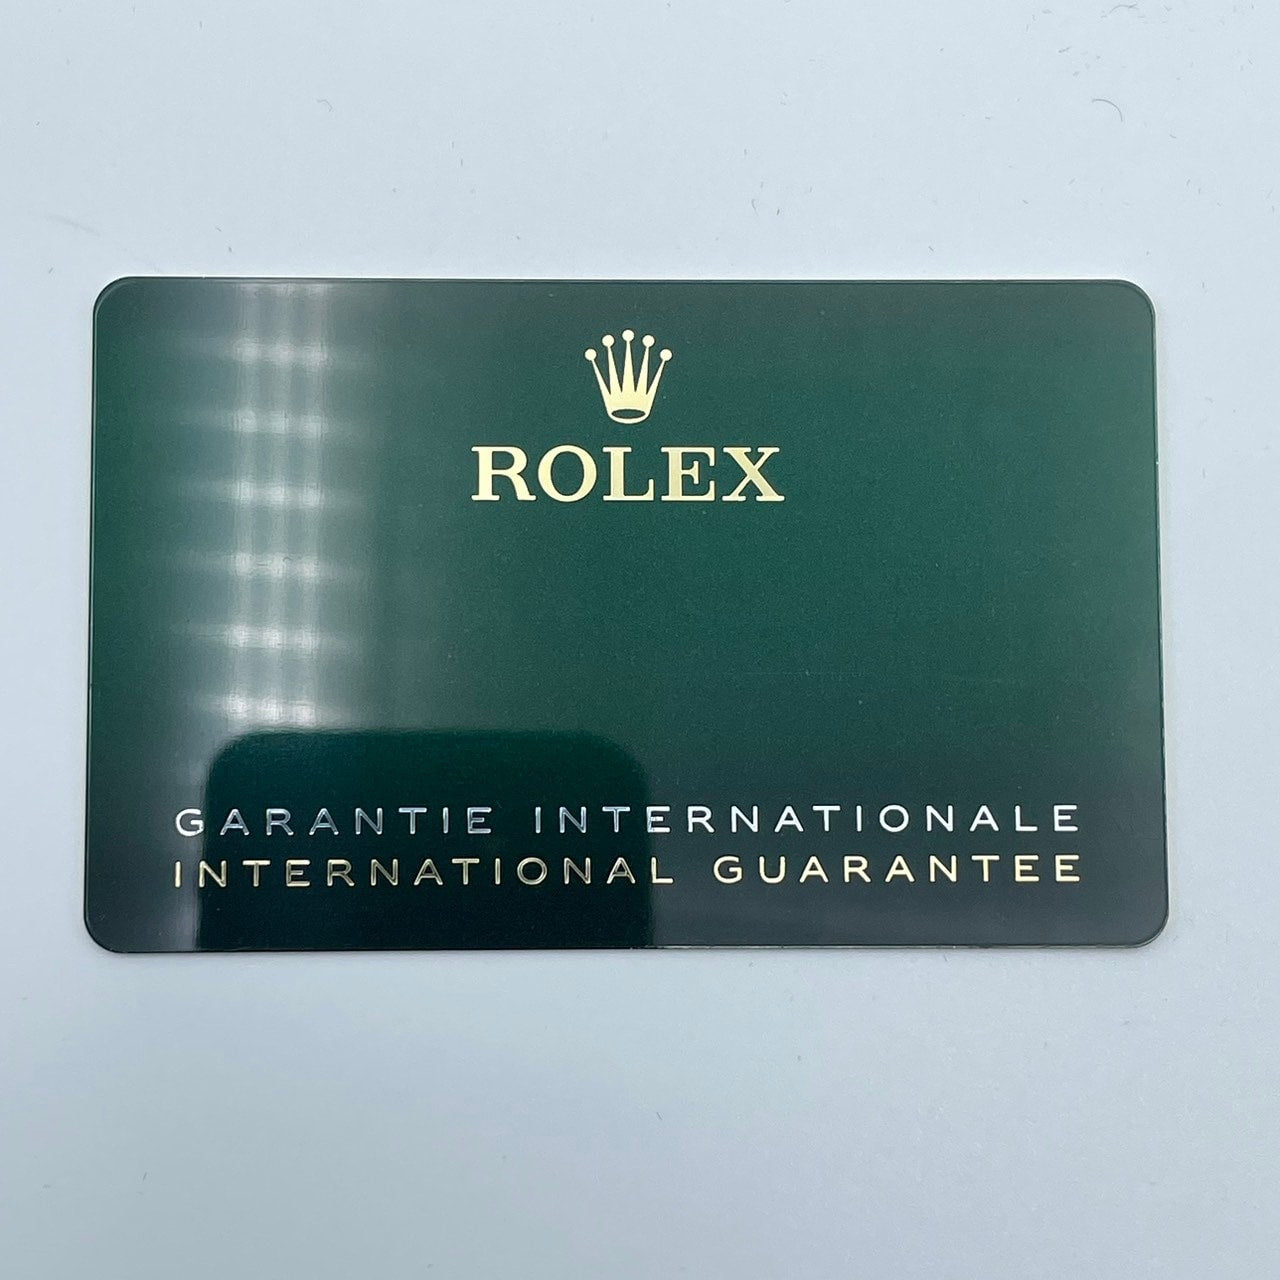 ROLEX
GARANTIE INTERNATIONALE
INTERNATIONAL GUARANTEE